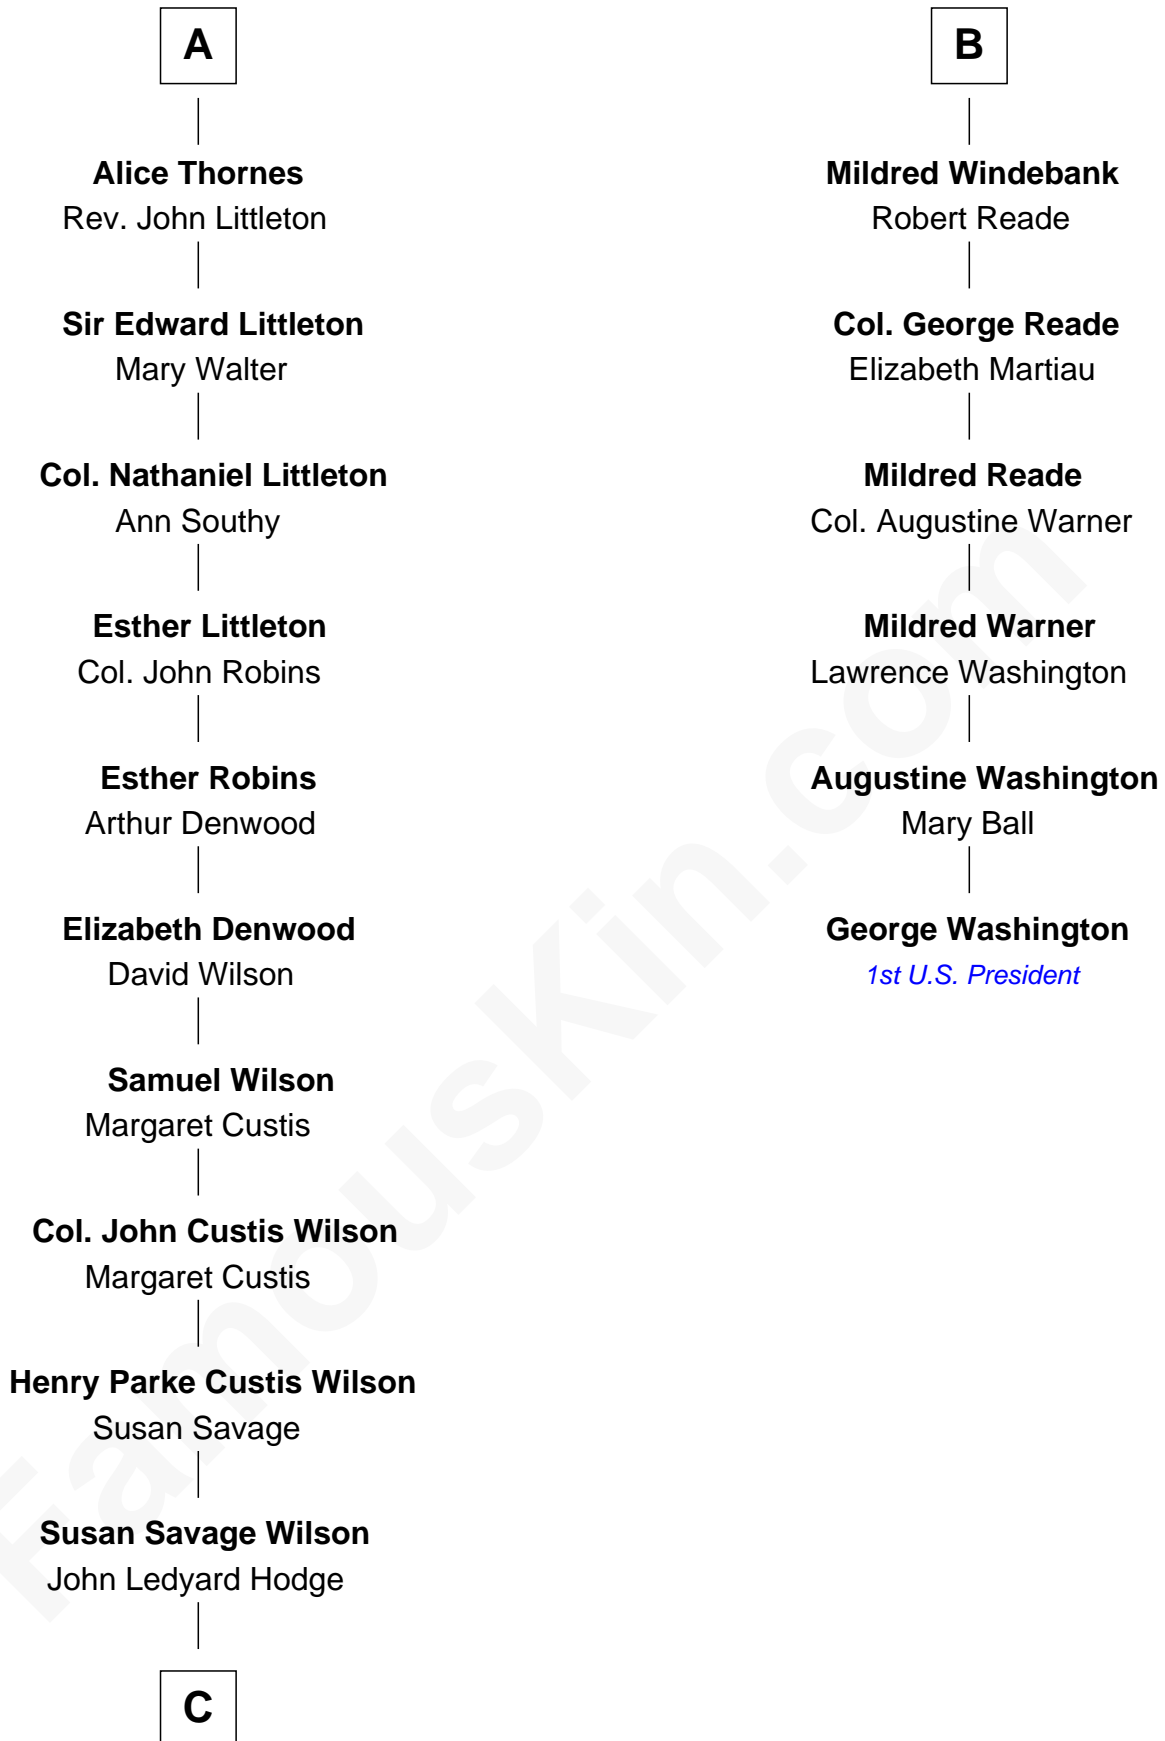 A
Alice Thornes
Rev. John Littleton
Sir Edward Littleton
Mary Walter
Col. Nathaniel Littleton
Ann Southy
Esther Littleton
Col. John Robins
Esther Robins
Arthur Denwood
Elizabeth Denwood
David Wilson
Samuel Wilson
Margaret Custis
Col. John Custis Wilson
Margaret Custis
Henry Parke Custis Wilson
Susan Savage
Susan Savage Wilson
John Ledyard Hodge
C
B
Mildred Windebank
Robert Reade
Col. George Reade
Elizabeth Martiau
Mildred Reade
Col. Augustine Warner
Mildred Warner
Lawrence Washington
Augustine Washington
Mary Ball
George Washington
1st U.S. President
FamousKin.com